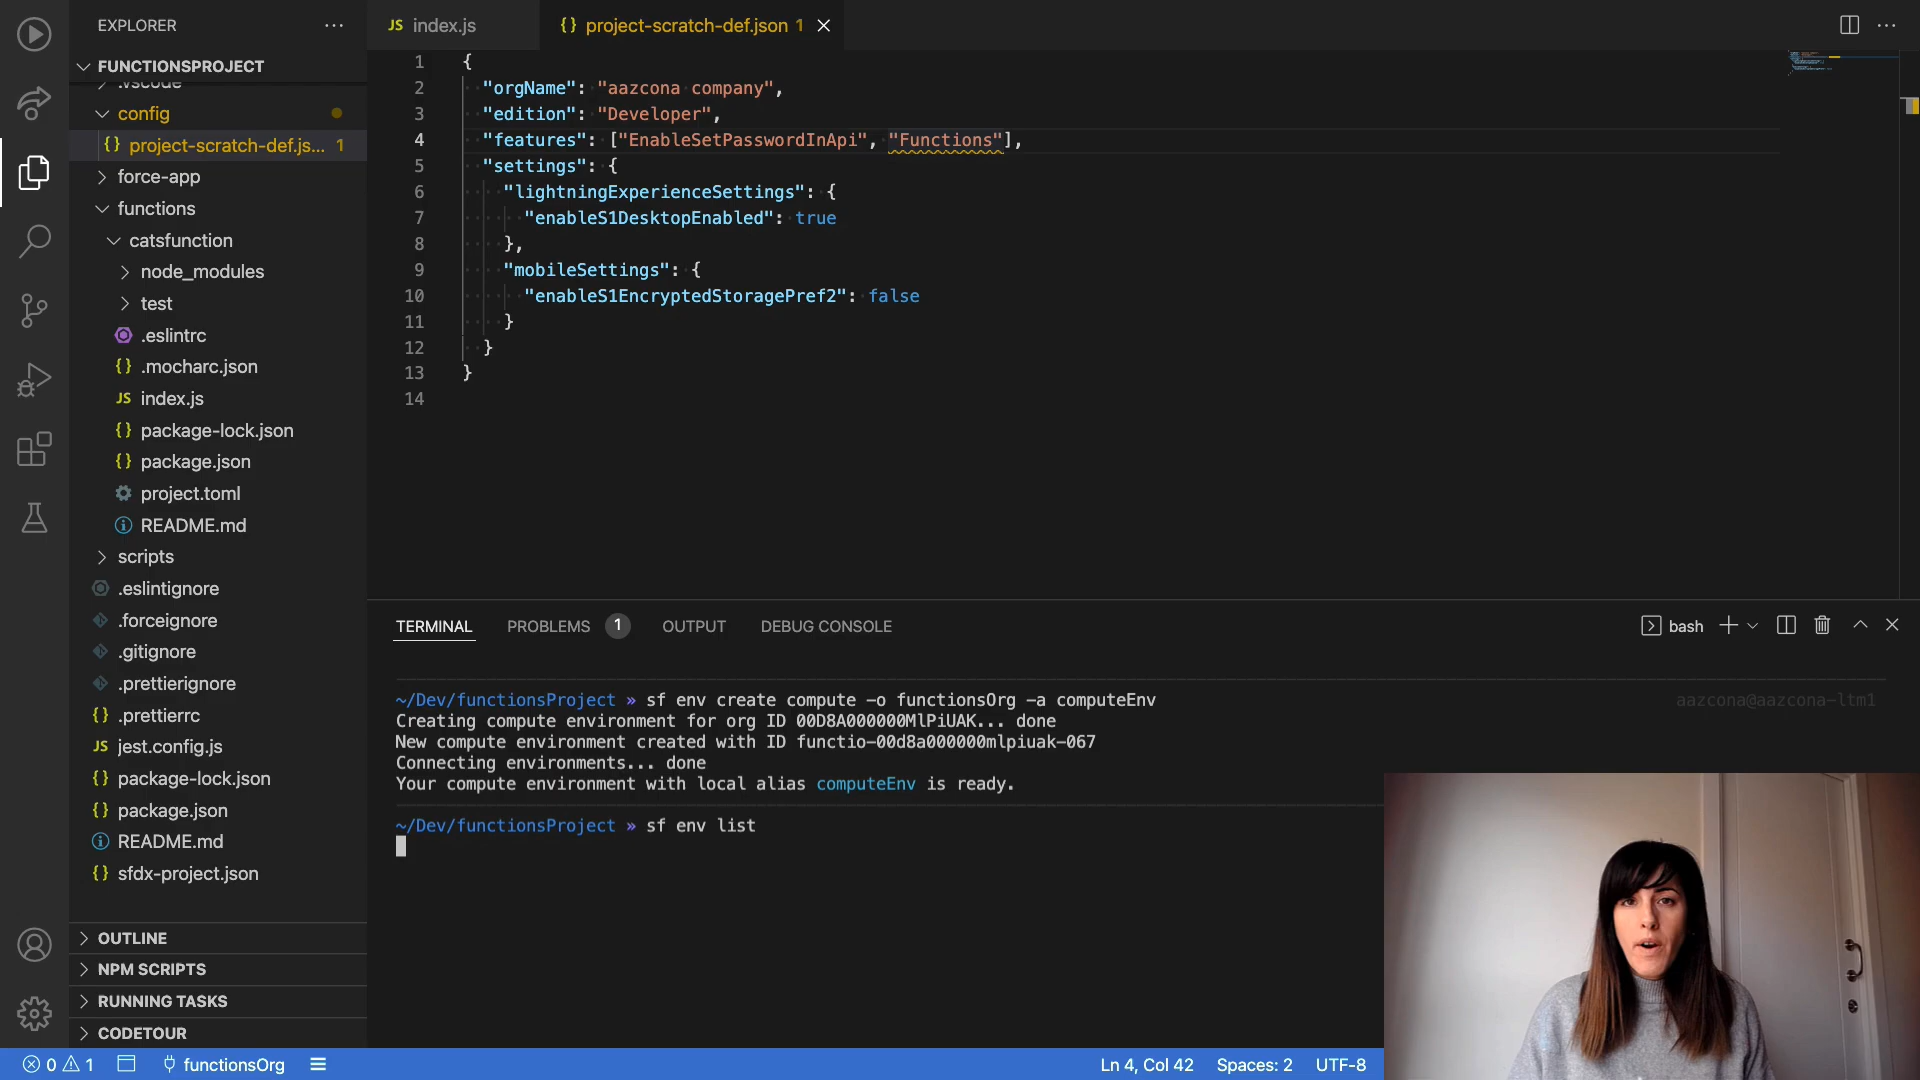 EXPLORER
FUNCTIONSPROJECT
.vscode
config
project-scratch-def.js... 1
force-app
functions
catsfunction
node_modules
test
.eslintrc
.mocharc.json
JS index.js
package-lock.json
package.json
project.toml
README.md
scripts
.eslintignore
.forceignore
.gitignore
.prettierignore
.prettierrc
JS jest.config.js
package-lock.json
package.json
README.md
sfdx-project.json
OUTLINE
NPM SCRIPTS
RUNNING TASKS
CODETOUR
JS index.js
{} project-scratch-def.json 1
1 {
2 "orgName": "aazcona company",
3 "edition": "Developer",
4 "features": ["EnableSetPasswordInApi", "Functions"],
5 "settings": {
6 "lightningExperienceSettings": {
7 "enableS1DesktopEnabled": true
8 },
9 "mobileSettings": {
10 "enableS1EncryptedStoragePref2": false
11 }
12 }
13 }
14
TERMINAL PROBLEMS 1 OUTPUT DEBUG CONSOLE
bash
~/Dev/functionsProject » sf env create compute -o functionsOrg -a computeEnv
aazcona@aazcona-ltm1
Creating compute environment for org ID 00D8A000000MlPiUAK... done
New compute environment created with ID functio-00d8a000000mlpiuak-067
Connecting environments... done
Your compute environment with local alias computeEnv is ready.
~/Dev/functionsProject » sf env list
0 1 functionsOrg
Ln 4, Col 42 Spaces: 2 UTF-8